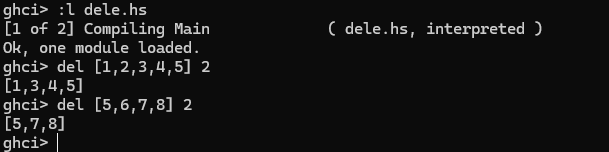 ghci> :l dele.hs
[1 of 2] Compiling Main             ( dele.hs, interpreted )
Ok, one module loaded.
ghci> del [1,2,3,4,5] 2
[1,3,4,5]
ghci> del [5,6,7,8] 2
[5,7,8]
ghci>